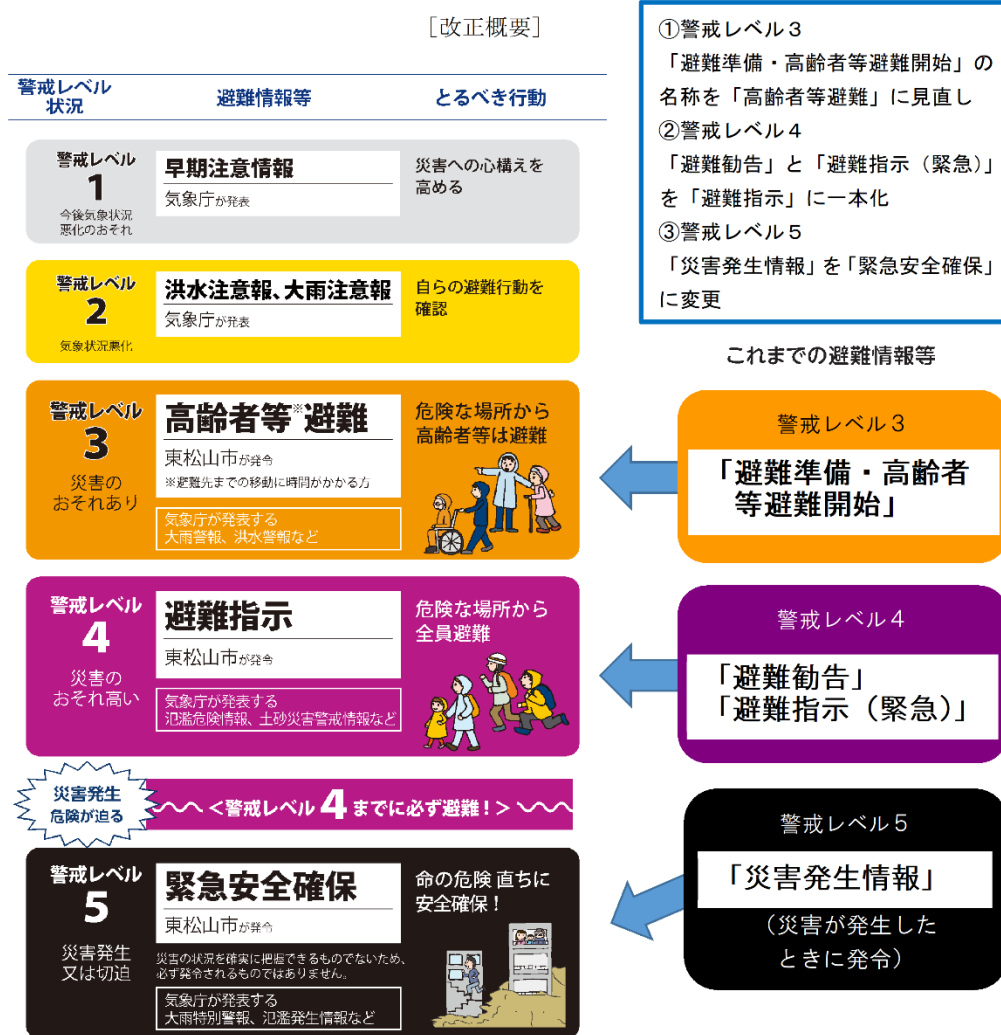 ［改正概要］
警戒レベル
状況
避難情報等
とるべき行動
警戒レベル
1
今後気象状況
悪化のおそれ
早期注意情報
気象庁が発表
災害への心構えを
高める
警戒レベル
2
気象状況悪化
洪水注意報、大雨注意報
気象庁が発表
自らの避難行動を
確認
警戒レベル
3
災害の
おそれあり
高齢者等※避難
東松山市が発令
※避難先までの移動に時間がかかる方
気象庁が発表する
大雨警報、洪水警報など
危険な場所から
高齢者等は避難
警戒レベル
4
災害の
おそれ高い
避難指示
東松山市が発令
気象庁が発表する
氾濫危険情報、土砂災害警戒情報など
危険な場所から
全員避難
災害発生
危険が迫る
＜警戒レベル4までに必ず避難！＞
警戒レベル
5
災害発生
又は切迫
緊急安全確保
東松山市が発令
災害の状況を確実に把握できるものでないため、
必ず発令されるものではありません。
気象庁が発表する
大雨特別警報、氾濫発生情報など
命の危険 直ちに
安全確保！
①警戒レベル３
「避難準備・高齢者等避難開始」の
名称を「高齢者等避難」に見直し
②警戒レベル４
「避難勧告」と「避難指示（緊急）」
を「避難指示」に一本化
③警戒レベル５
「災害発生情報」を「緊急安全確保」
に変更
これまでの避難情報等
警戒レベル３
「避難準備・高齢者
等避難開始」
警戒レベル４
「避難勧告」
「避難指示（緊急）」
警戒レベル５
「災害発生情報」
（災害が発生した
ときに発令）